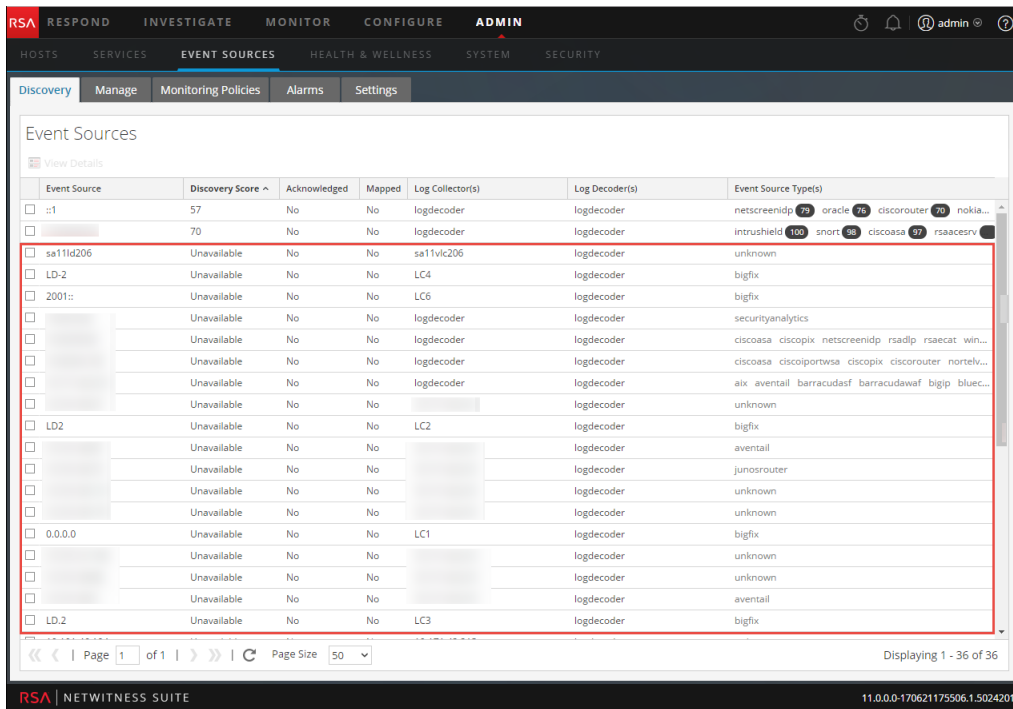 RSA RESPOND INVESTIGATE MONITOR CONFIGURE ADMIN admin ?
HOSTS SERVICES EVENT SOURCES HEALTH & WELLNESS SYSTEM SECURITY
Discovery Manage Monitoring Policies Alarms Settings
Event Sources
View Details
Event Source Discovery Score Acknowledged Mapped Log Collector(s) Log Decoder(s) Event Source Type(s)
::1 57 No No logdecoder logdecoder netscreenidp 79 oracle 76 ciscorouter 70 nokia...
70 No No logdecoder logdecoder intrushield 100 snort 98 ciscoasa 97 rsaacesrv
sa11ld206 Unavailable No No sa11vlc206 logdecoder unknown
LD-2 Unavailable No No LC4 logdecoder bigfix
2001:: Unavailable No No LC6 logdecoder bigfix
Unavailable No No logdecoder logdecoder securityanalytics
Unavailable No No logdecoder logdecoder ciscoasa ciscopix netscreenidp rsadlp rsaecat win...
Unavailable No No logdecoder logdecoder ciscoasa ciscoiportwsa ciscopix ciscorouter nortelv...
Unavailable No No logdecoder logdecoder aix aventail barracudasf barracudawaf bigip bluec...
Unavailable No No logdecoder unknown
LD2 Unavailable No No LC2 logdecoder bigfix
Unavailable No No logdecoder aventail
Unavailable No No logdecoder junosrouter
Unavailable No No logdecoder unknown
Unavailable No No logdecoder unknown
0.0.0.0 Unavailable No No LC1 logdecoder bigfix
Unavailable No No logdecoder unknown
Unavailable No No logdecoder unknown
Unavailable No No logdecoder aventail
LD.2 Unavailable No No LC3 logdecoder bigfix
Page 1 of 1 Page Size 50 Displaying 1 - 36 of 36
RSA NETWITNESS SUITE 11.0.0.0-170621175506.1.5024201